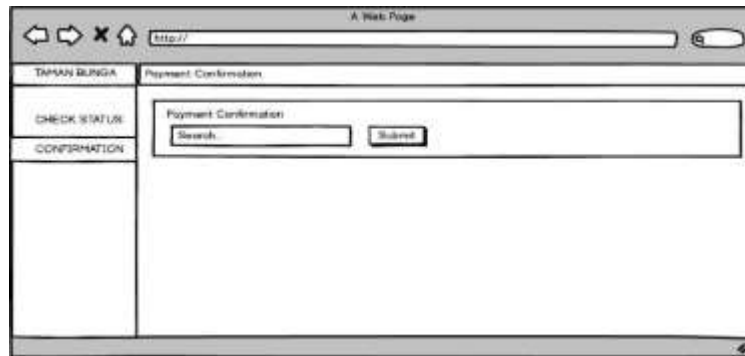 A Web Page
http://
TAMAN BUNGA
Payment Confirmation
CHECK STATUS
Payment Confirmation
Search..
Submit
CONFIRMATION